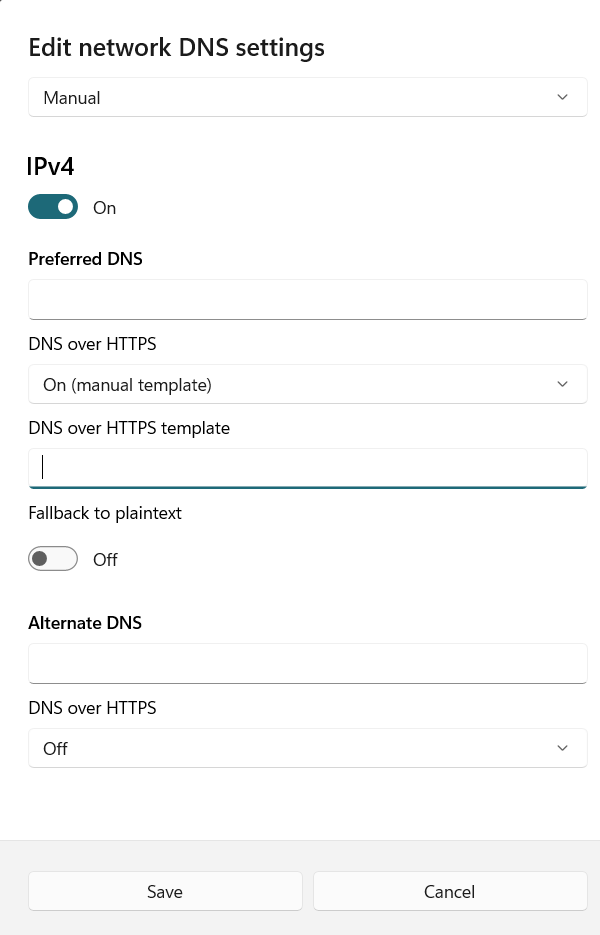 Edit network DNS settings
Manual
IPv4
On
Preferred DNS
DNS over HTTPS
On (manual template)
DNS over HTTPS template
Fallback to plaintext
Off
Alternate DNS
DNS over HTTPS
Off
Save
Cancel